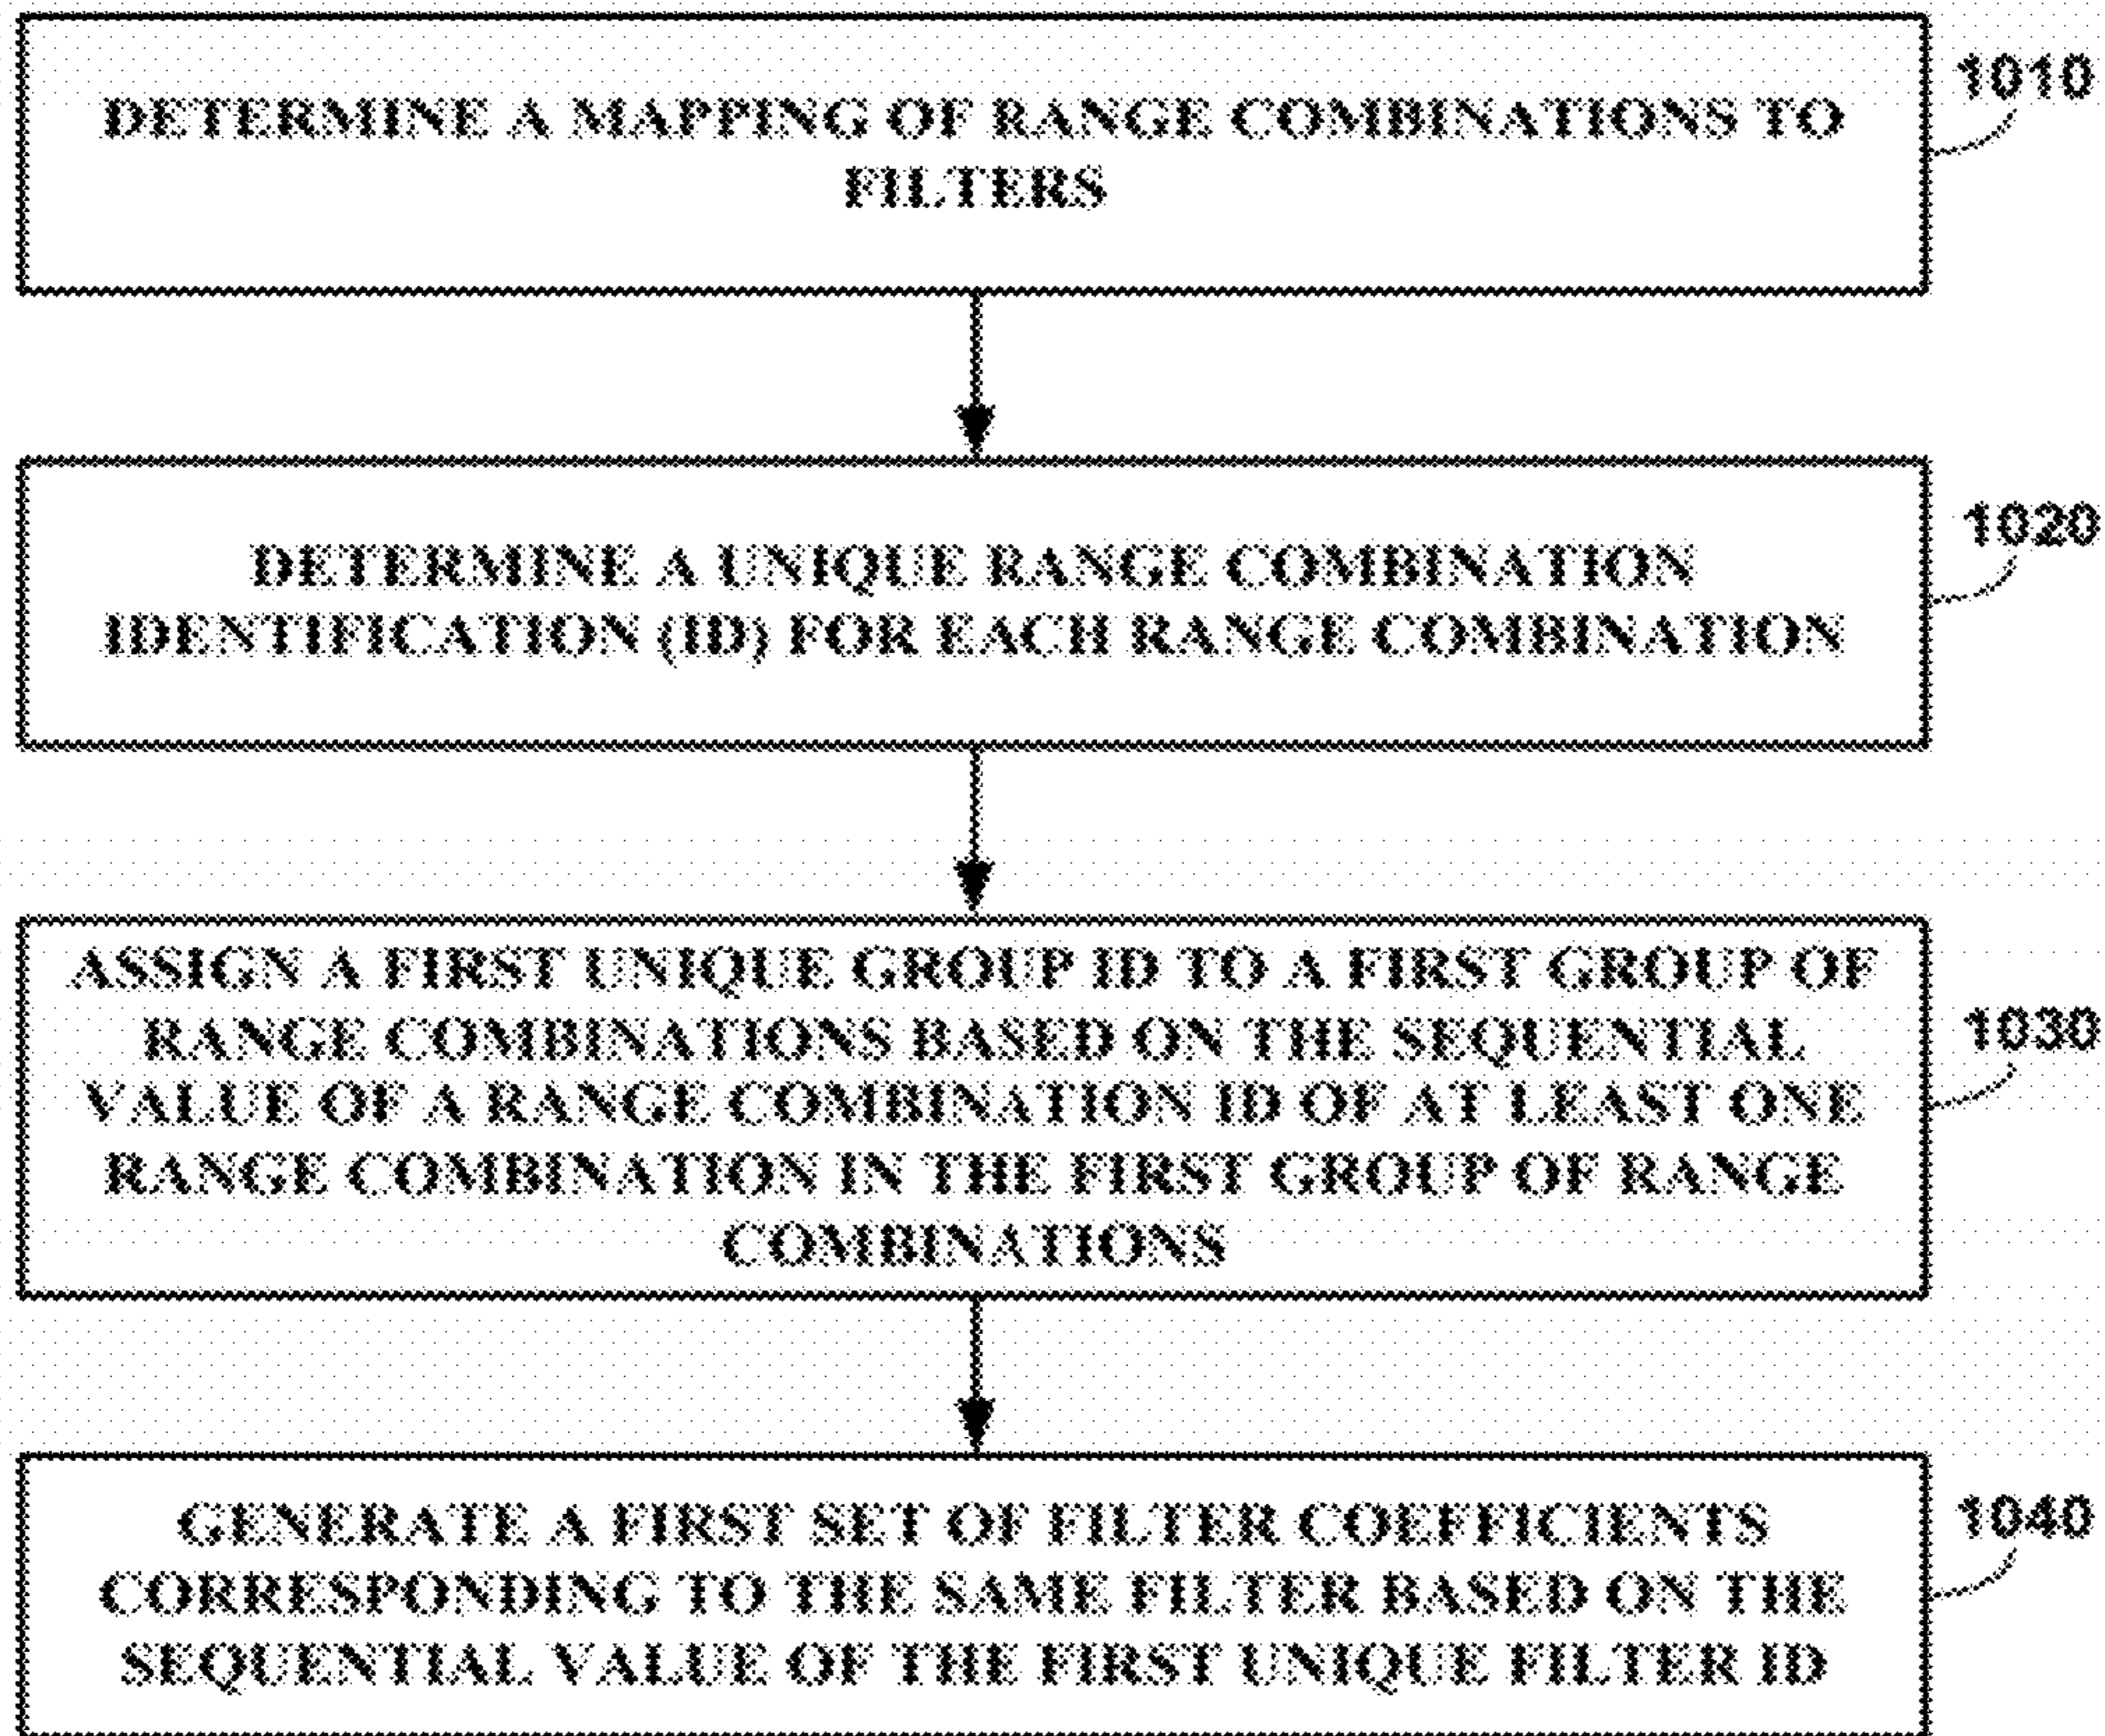 DETERMINE A MAPPING OF RANGE COMBINATIONS TO
FILTERS
1010
DETERMINE A UNIQUE RANGE COMBINATION
IDENTIFICATION (ID) FOR EACH RANGE COMBINATION
1020
ASSIGN A FIRST UNIQUE GROUP ID TO A FIRST GROUP OF
RANGE COMBINATIONS BASED ON THE SEQUENTIAL
VALUE OF A RANGE COMBINATION ID OF AT LEAST ONE
RANGE COMBINATION IN THE FIRST GROUP OF RANGE
COMBINATIONS
1030
GENERATE A FIRST SET OF FILTER COEFFICIENTS
CORRESPONDING TO THE SAME FILTER BASED ON THE
SEQUENTIAL VALUE OF THE FIRST UNIQUE FILTER ID
1040